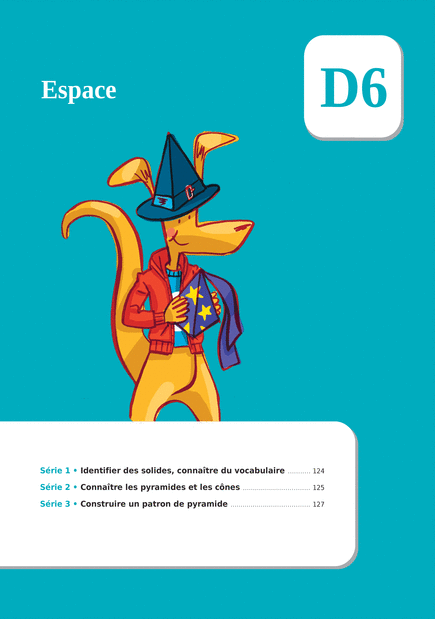 D6
Espace
Série 1 • Identifier des solides, connaître du vocabulaire ........... 124
Série 2 • Connaître les pyramides et les cônes ................................ 125
Série 3 • Construire un patron de pyramide ...................................... 127